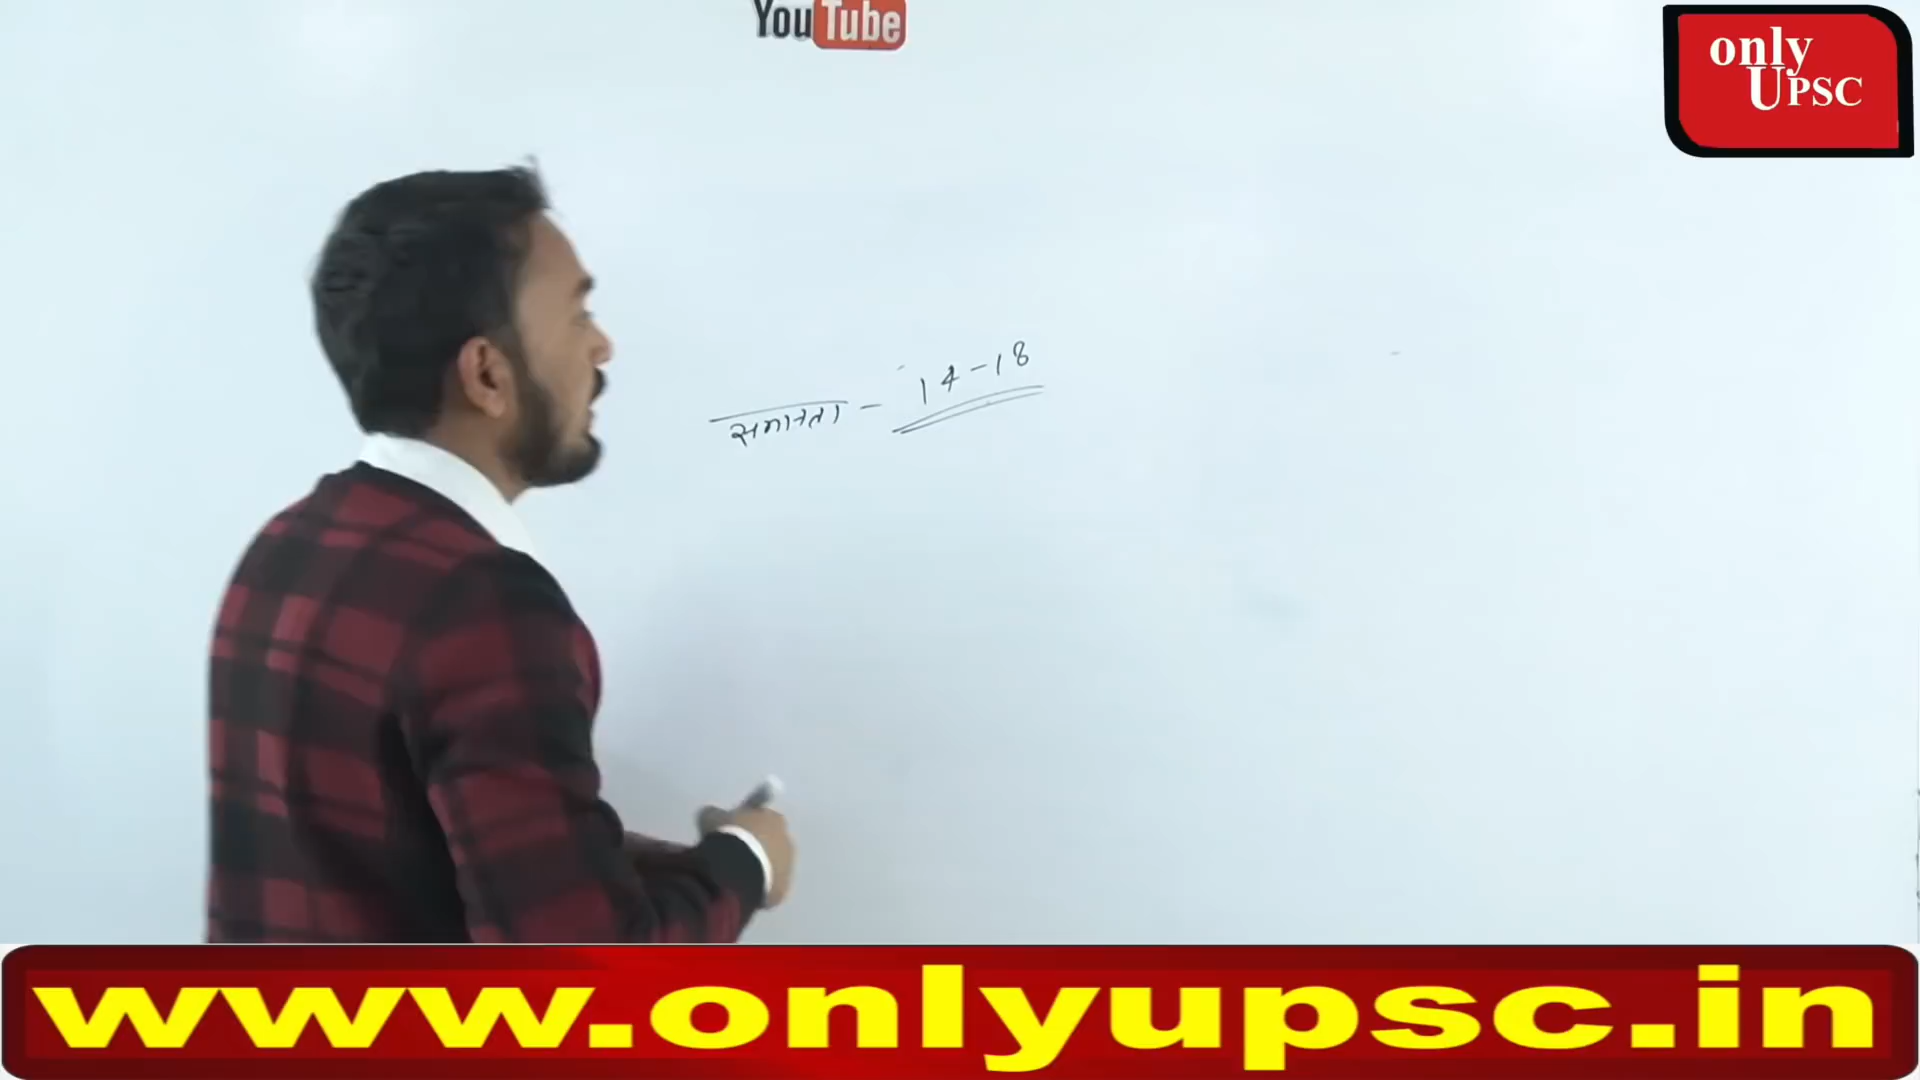 YouTube
only
UPSC
समानता - 14-18
www.onlyupsc.in